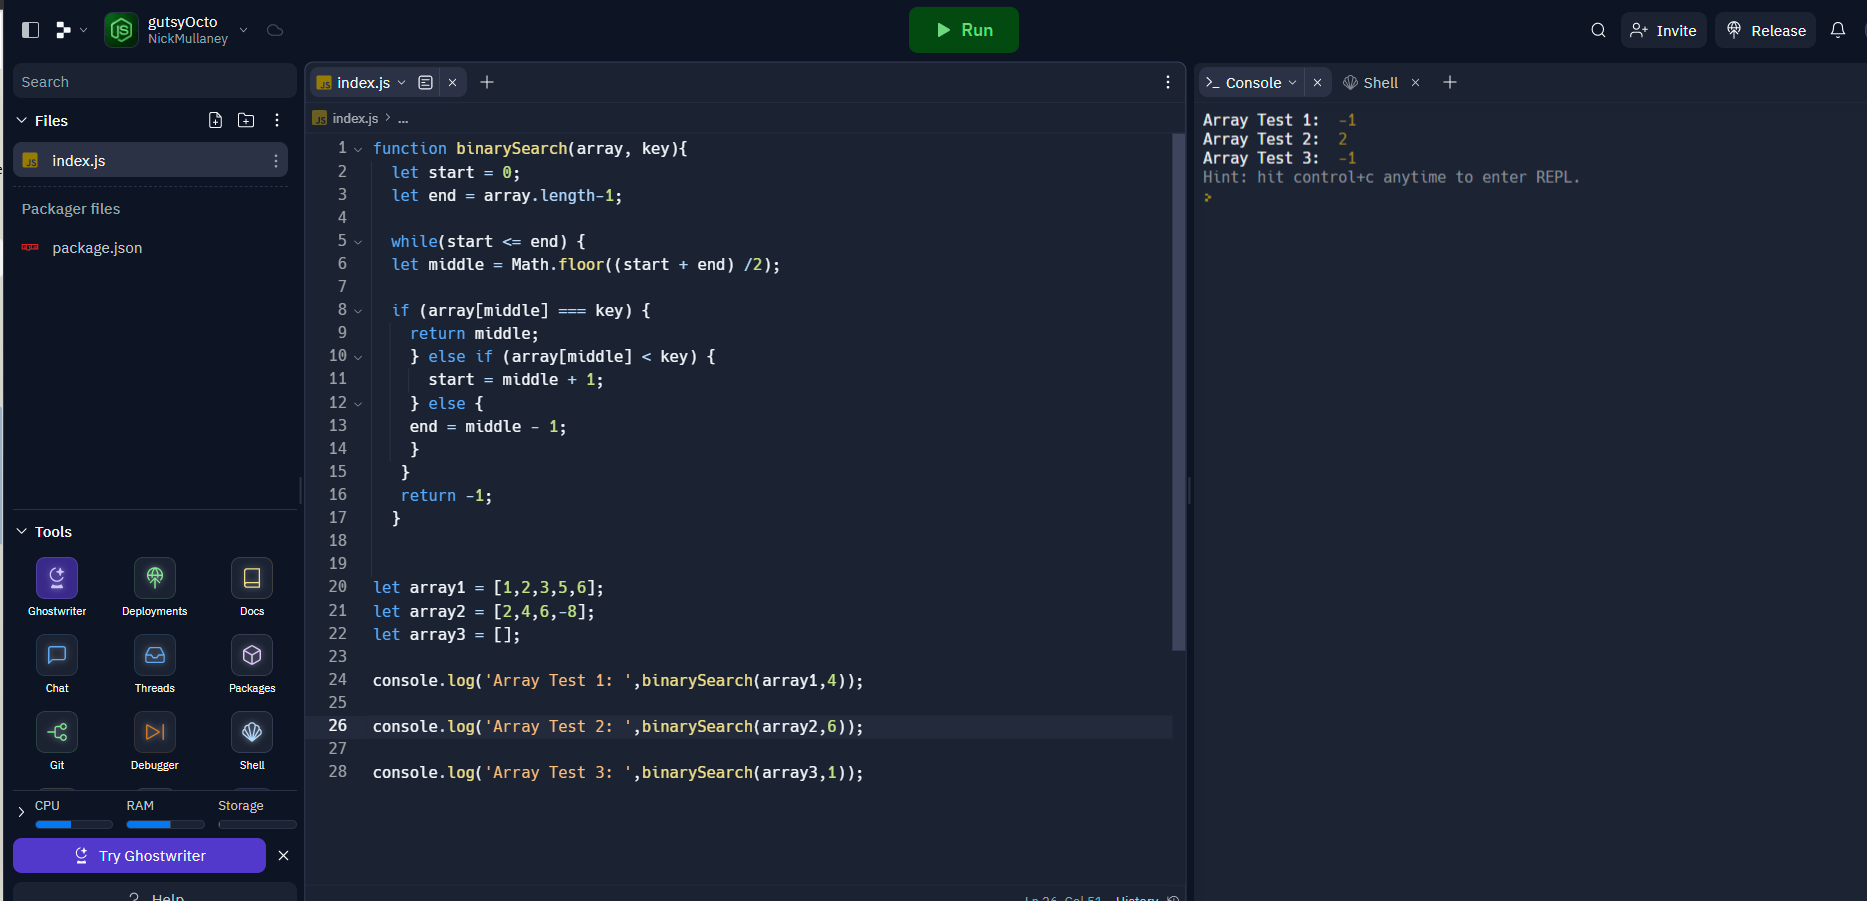 gutsyOcto
NickMullaney
Run
Invite
Release
Search
Files
index.js
Packager files
package.json
Tools
Ghostwriter
Deployments
Docs
Chat
Threads
Packages
Git
Debugger
Shell
CPU
RAM
Storage
Try Ghostwriter
? Help
index.js
index.js > ...
1 function binarySearch(array, key){
2 let start = 0;
3 let end = array.length-1;
4
5 while(start <= end) {
6 let middle = Math.floor((start + end) /2);
7
8 if (array[middle] === key) {
9 return middle;
10 } else if (array[middle] < key) {
11 start = middle + 1;
12 } else {
13 end = middle - 1;
14 }
15 }
16 return -1;
17 }
18
19
20 let array1 = [1,2,3,5,6];
21 let array2 = [2,4,6,-8];
22 let array3 = [];
23
24 console.log('Array Test 1: ',binarySearch(array1,4));
25
26 console.log('Array Test 2: ',binarySearch(array2,6));
27
28 console.log('Array Test 3: ',binarySearch(array3,1));
Ln 26, Col 51 History
Console
Shell
Array Test 1: -1
Array Test 2: 2
Array Test 3: -1
Hint: hit control+c anytime to enter REPL.
>